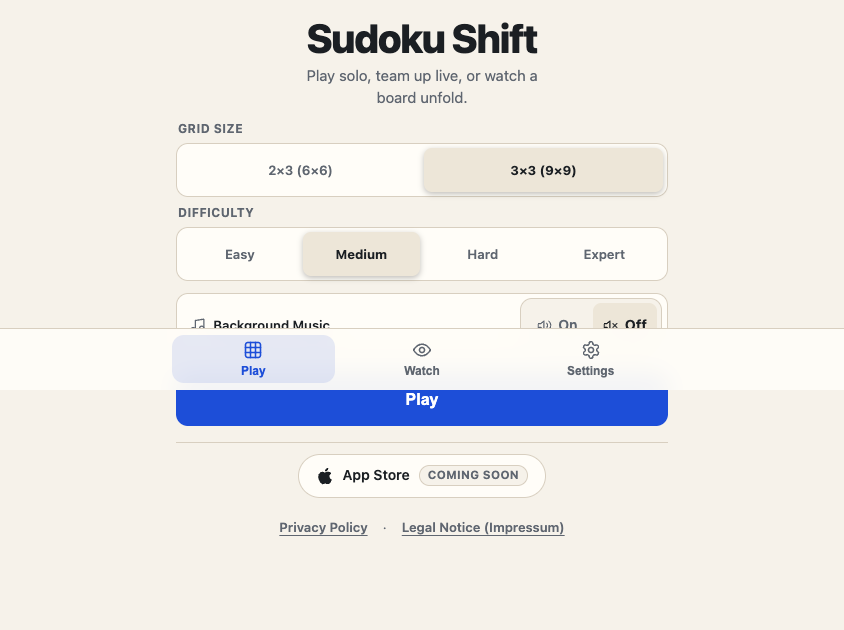 Sudoku Shift
Play solo, team up live, or watch a
board unfold.
GRID SIZE
2×3 (6×6) 3×3 (9×9)
DIFFICULTY
Easy Medium Hard Expert
Background Music On Off
Play Watch Settings
Play
App Store COMING SOON
Privacy Policy · Legal Notice (Impressum)